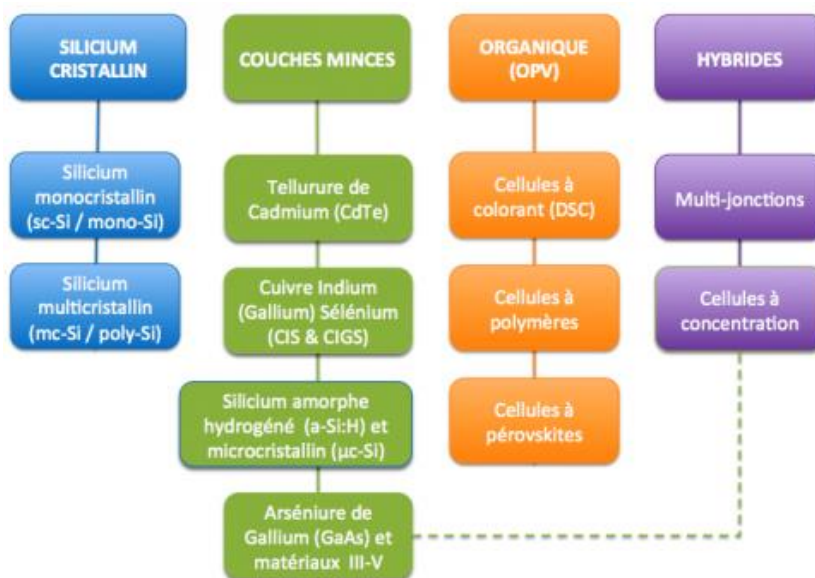 SILICIUM
CRISTALLIN
Silicium
monocristallin
(sc-Si / mono-Si)
Silicium
multicristallin
(mc-Si / poly-Si)
COUCHES MINCES
Tellurure de
Cadmium (CdTe)
Cuivre Indium
(Gallium) Sélénium
(CIS & CIGS)
Silicium amorphe
hydrogéné (a-Si:H) et
microcristallin (μc-Si)
Arséniure de
Gallium (GaAs) et
matériaux III-V
ORGANIQUE
(OPV)
Cellules à
colorant (DSC)
Cellules à
polymères
Cellules à
pérovskites
HYBRIDES
Multi-jonctions
Cellules à
concentration